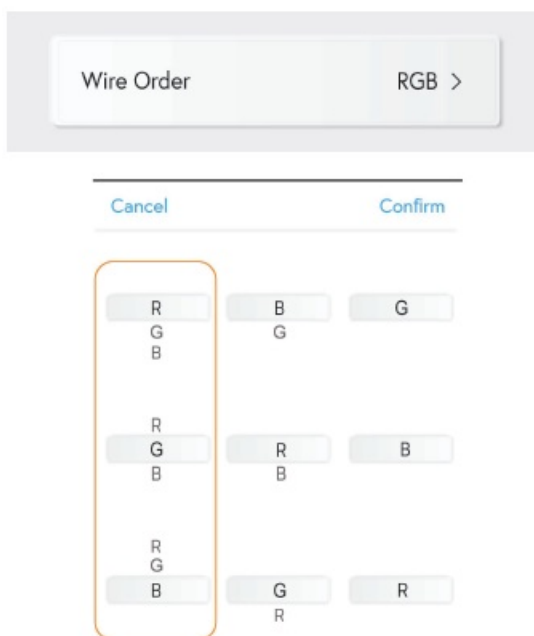 Wire Order RGB >
Cancel Confirm
R B G
G G
B
R
G R B
B B
R
G
B G R
R